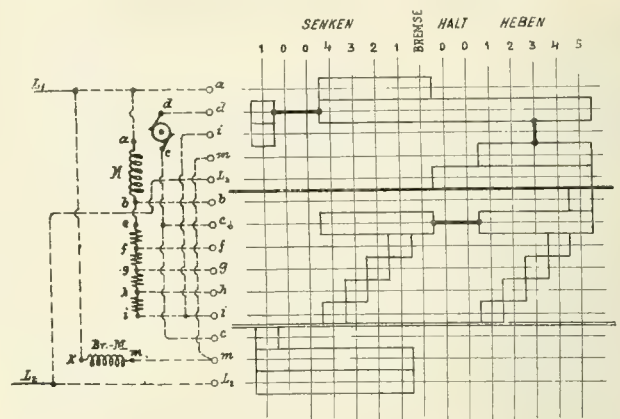 SENKEN HALT HEBEN
BREMSE
1 0 0 4 3 2 1 0 0 1 2 3 4 5
L1 a
d d
i
a m
M L2
b b
e c
e c
f f
g g
h h
i i
c
Br.-M.
x m m
L2 L2